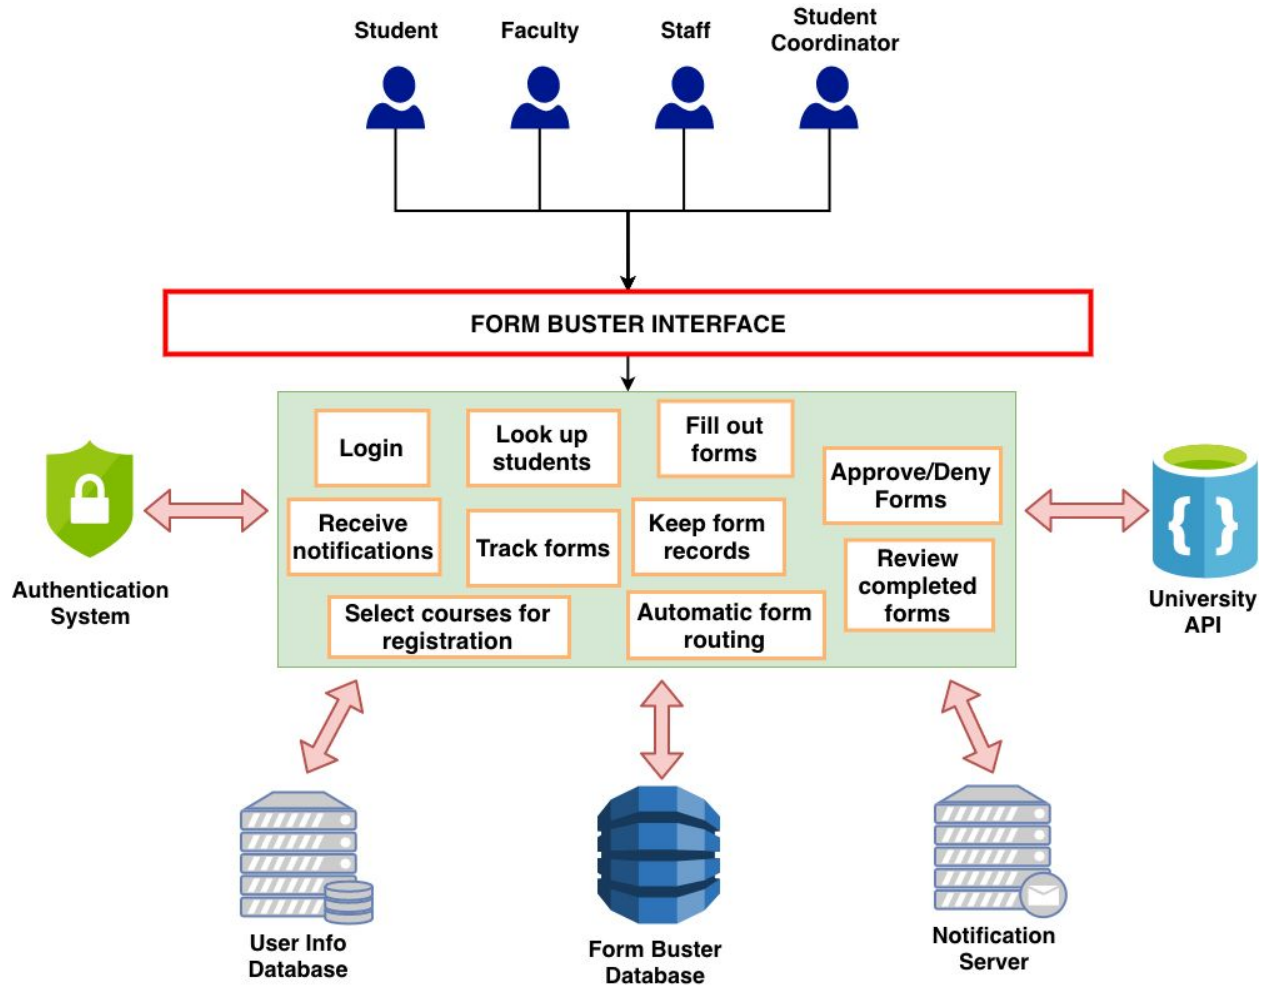 Student
Faculty
Staff
Student
Coordinator
FORM BUSTER INTERFACE
Login
Look up
students
Fill out
forms
Approve/Deny
Forms
Receive
notifications
Track forms
Keep form
records
Review
completed
forms
Select courses for
registration
Automatic form
routing
Authentication
System
{ }
University
API
User Info
Database
Form Buster
Database
Notification
Server